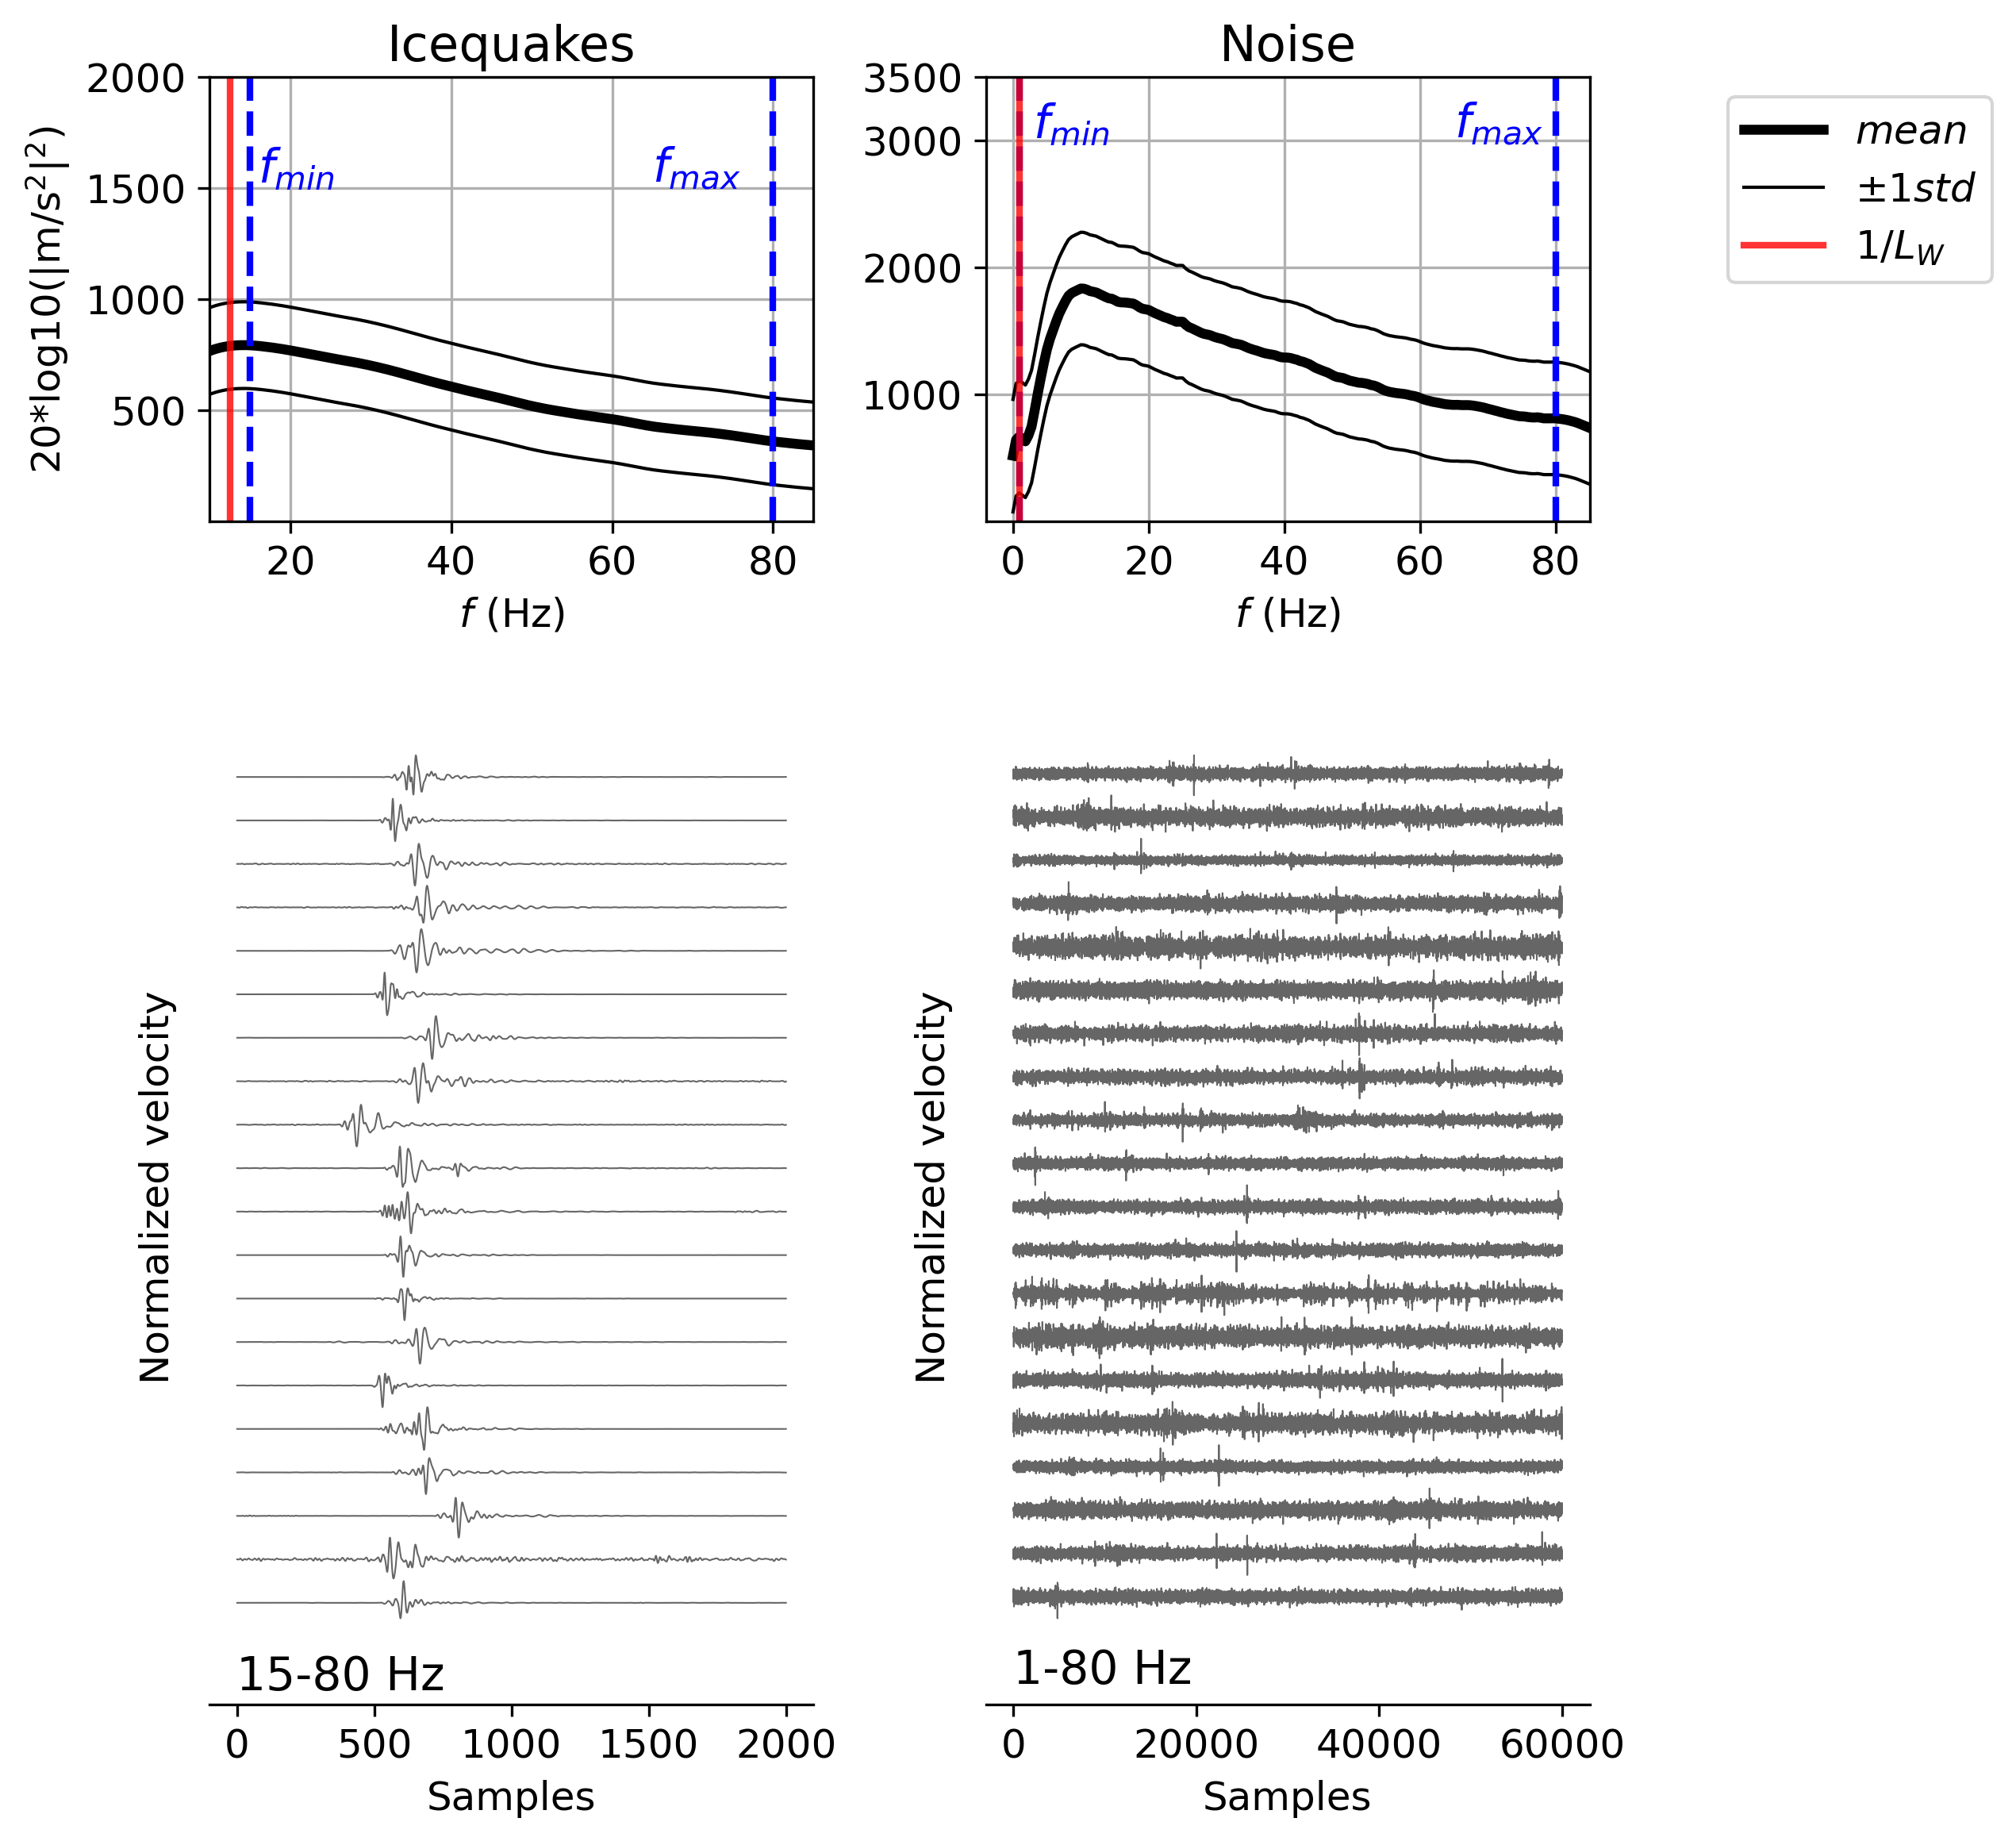 Icequakes
20*log10(|m/s²|²)
2000
1500
1000
500
f_min
f_max
20 40 60 80
f (Hz)
Noise
3500
3000
2000
1000
f_min
f_max
0 20 40 60 80
f (Hz)
mean
±1std
1/L_W
Normalized velocity
15-80 Hz
0 500 1000 1500 2000
Samples
Normalized velocity
1-80 Hz
0 20000 40000 60000
Samples